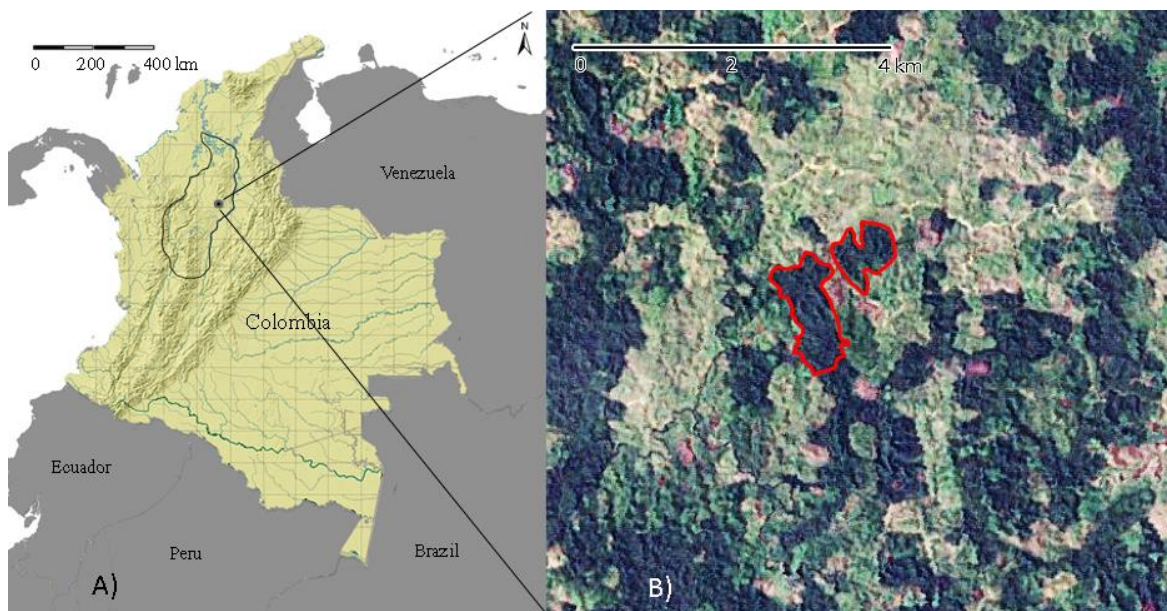 0 200 400 km
N
Venezuela
Colombia
Ecuador
Peru
Brazil
A)
0 2 4 km
B)